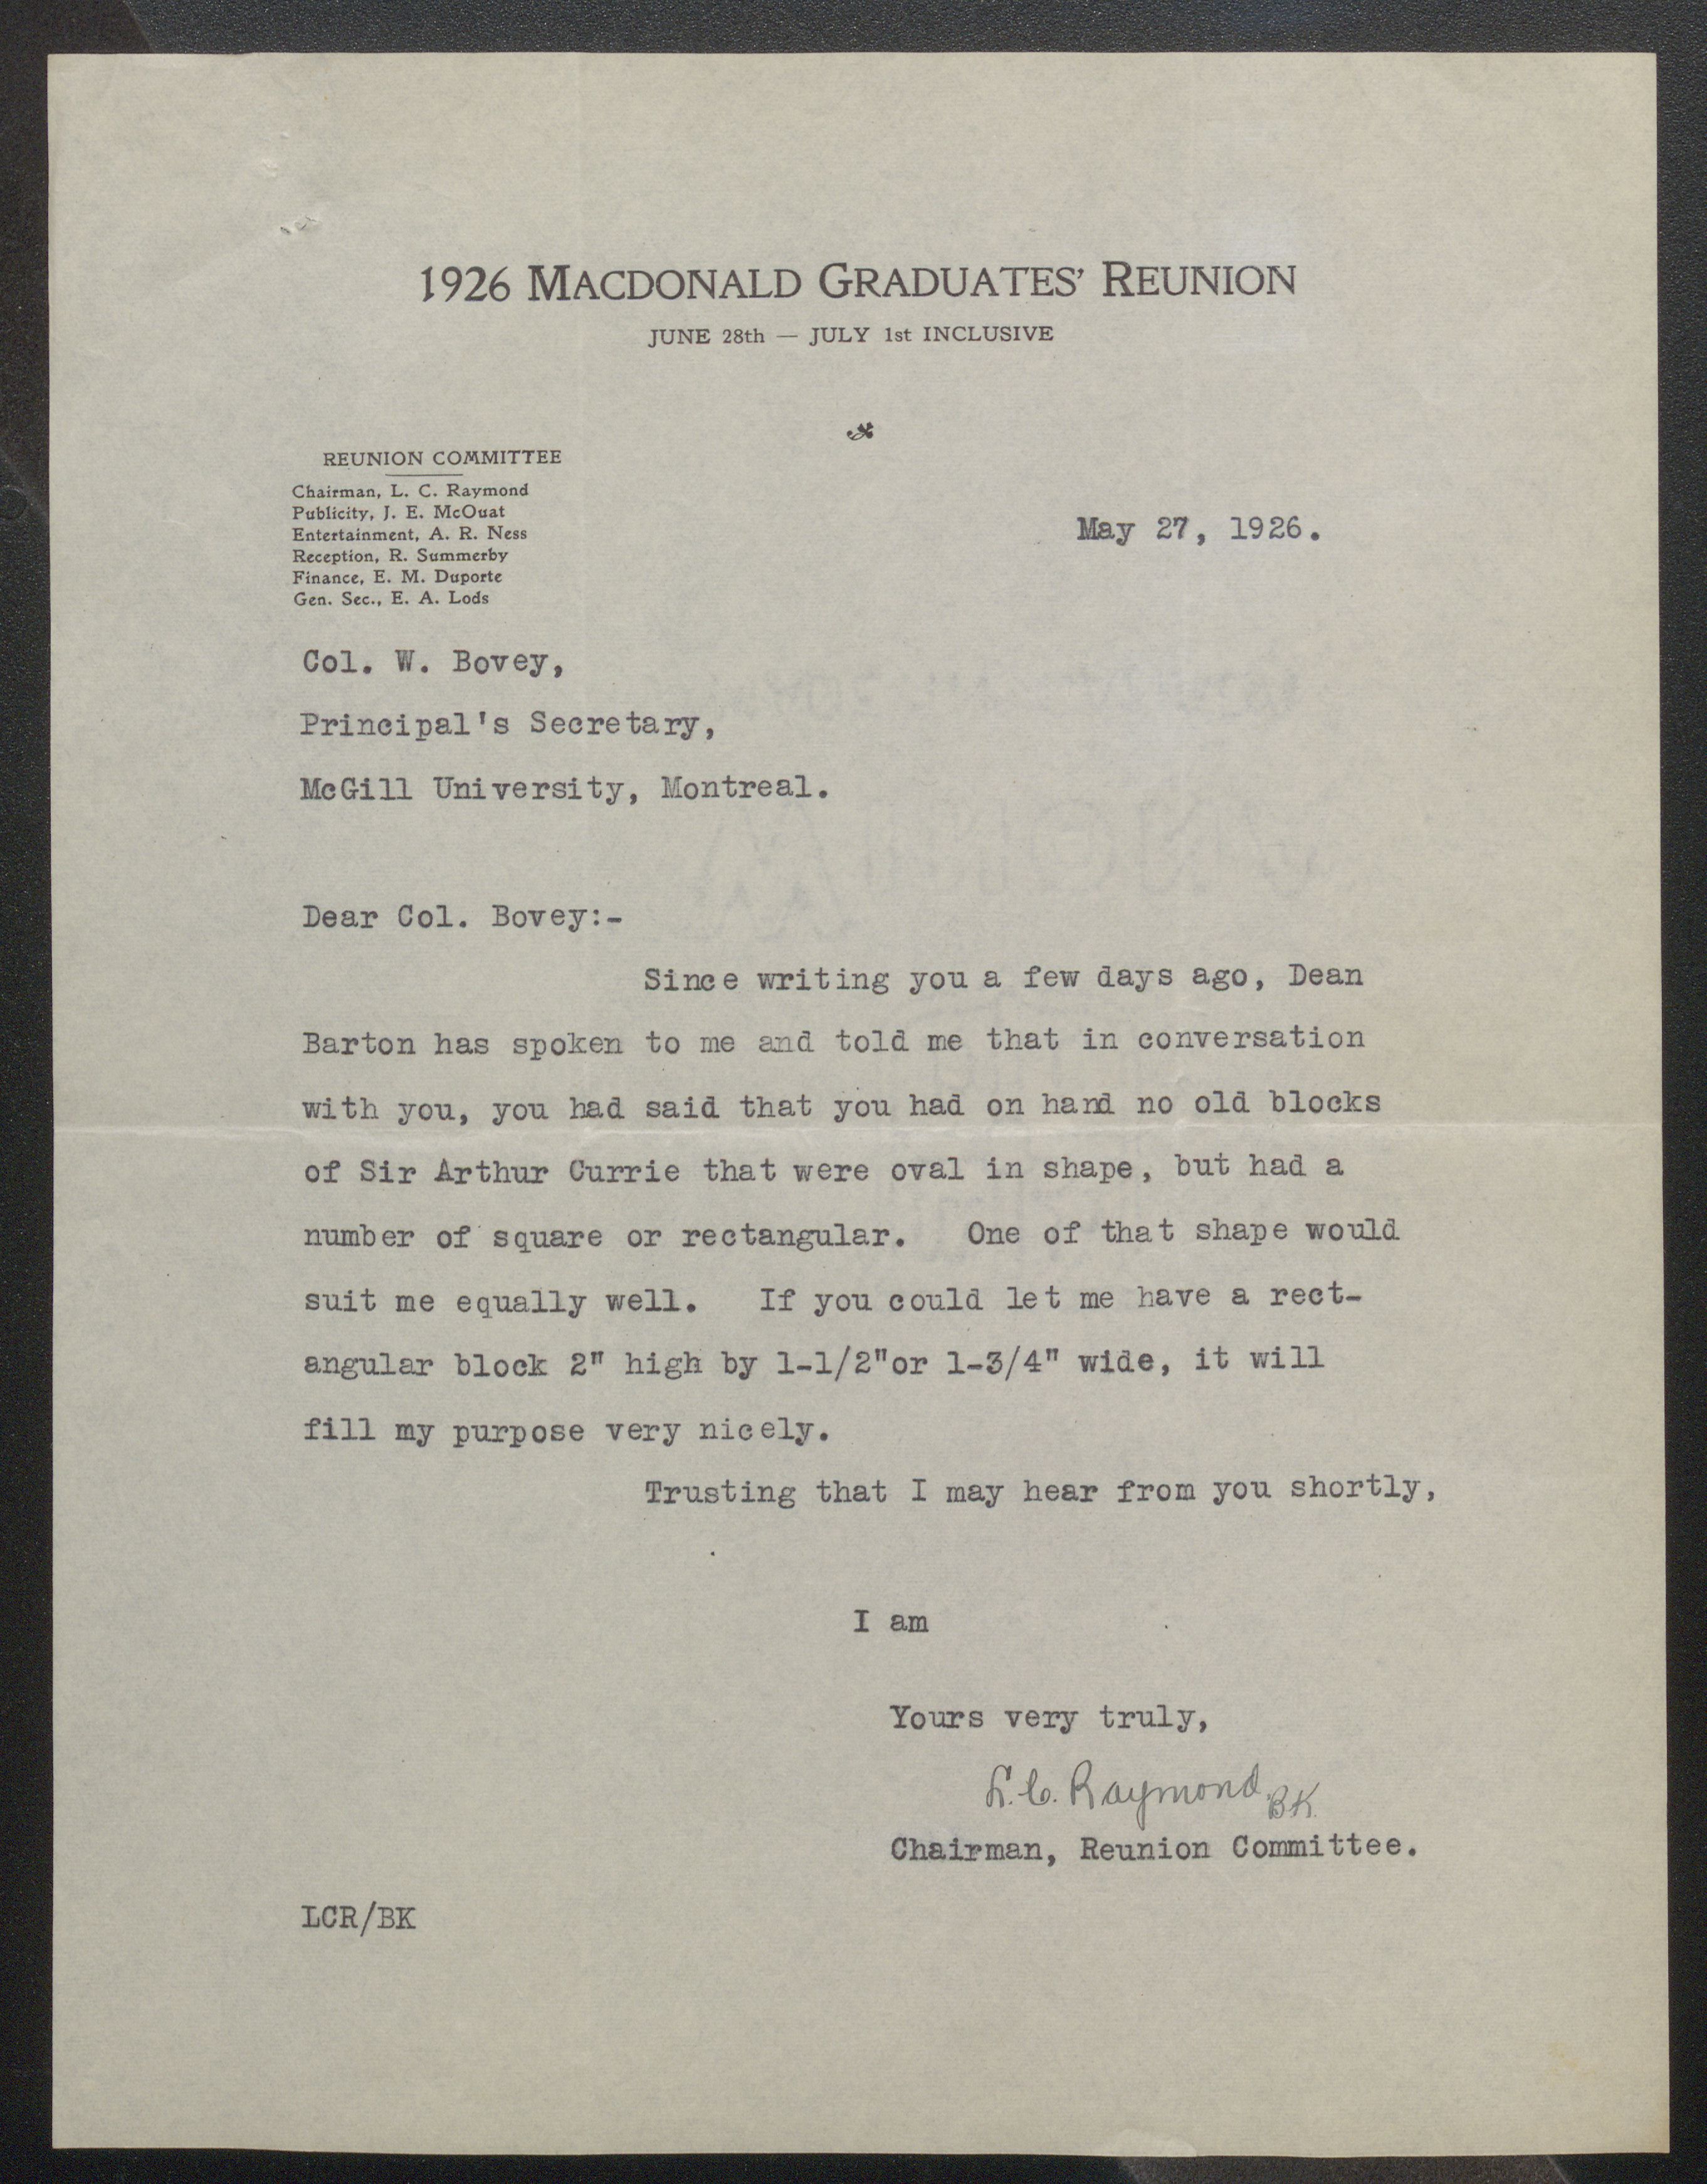 1926 MACDONALD GRADUATES' REUNION
JUNE 28th — JULY 1st INCLUSIVE
REUNION COMMITTEE
Chairman, L. C. Raymond
Publicity, J. E. McOuat
Entertainment, A. R. Ness
Reception, R. Summerby
Finance, E. M. Duporte
Gen. Sec., E. A. Lods
May 27, 1926.
Col. W. Bovey,
Principal's Secretary,
McGill University, Montreal.
Dear Col. Bovey:-
Since writing you a few days ago, Dean
Barton has spoken to me and told me that in conversation
with you, you had said that you had on hand no old blocks
of Sir Arthur Currie that were oval in shape, but had a
number of square or rectangular. One of that shape would
suit me equally well. If you could let me have a rect-
angular block 2" high by 1-1/2"or 1-3/4" wide, it will
fill my purpose very nicely.
Trusting that I may hear from you shortly,
I am
Yours very truly,
L.C. Raymond. BK.
Chairman, Reunion Committee.
LCR/BK